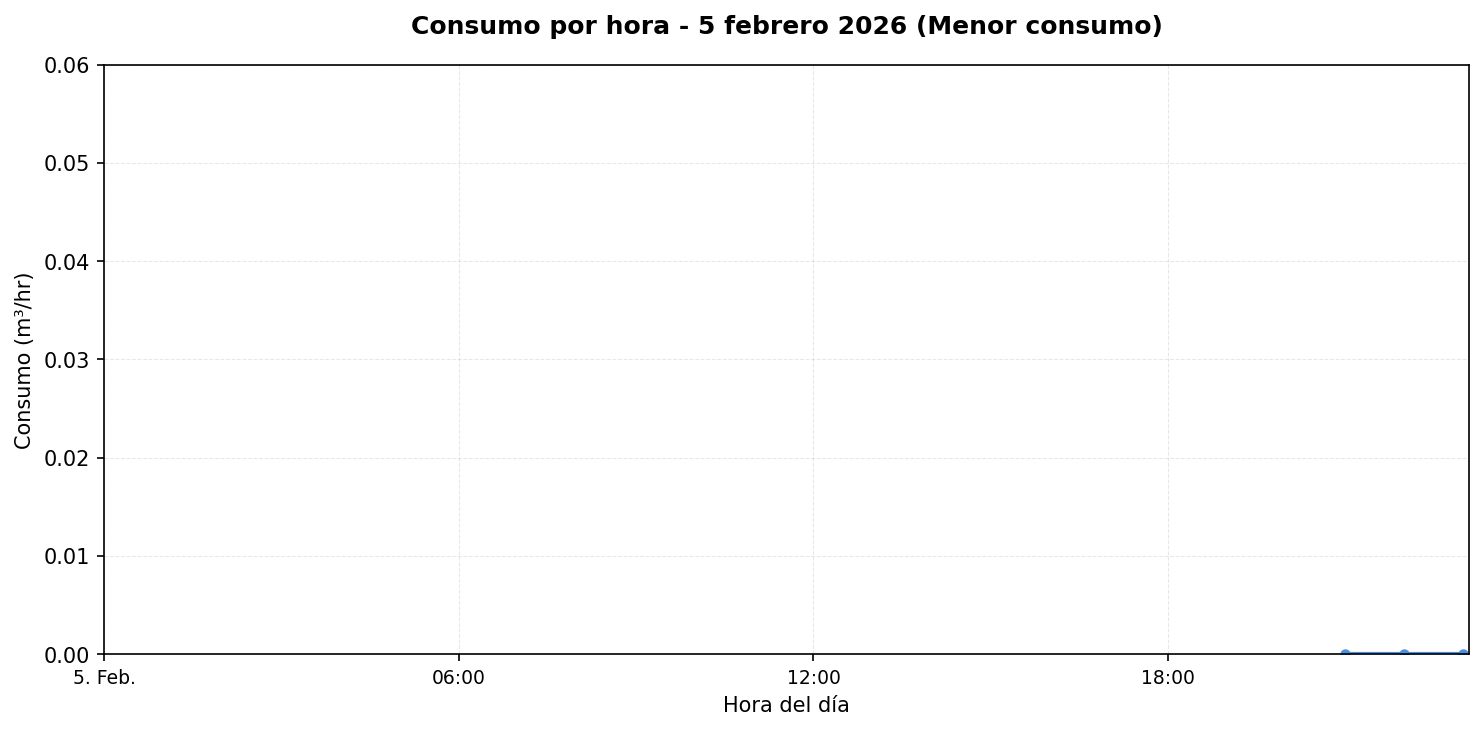 Consumo por hora - 5 febrero 2026 (Menor consumo)
0.06
0.05
0.04
0.03
0.02
0.01
0.00
Consumo (m³/hr)
5. Feb.
06:00
12:00
18:00
Hora del día